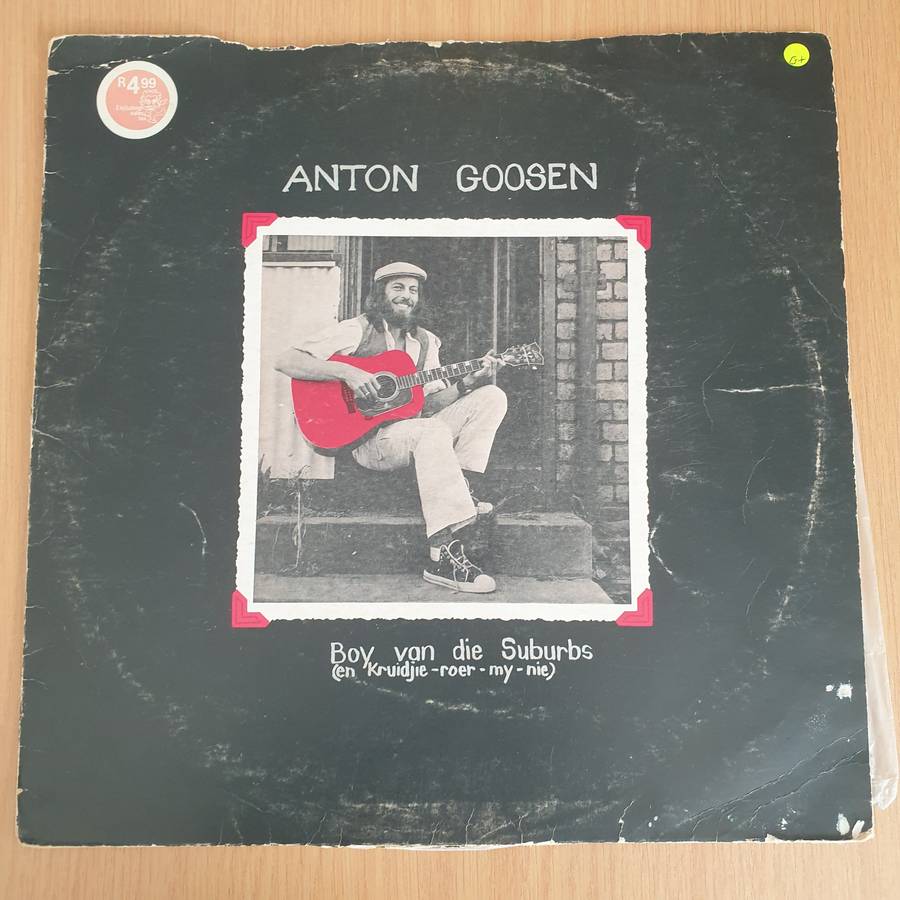 R4.99
G+
ANTON GOOSEN
Boy van die Suburbs
(en Kruidjie-roer-my-nie)